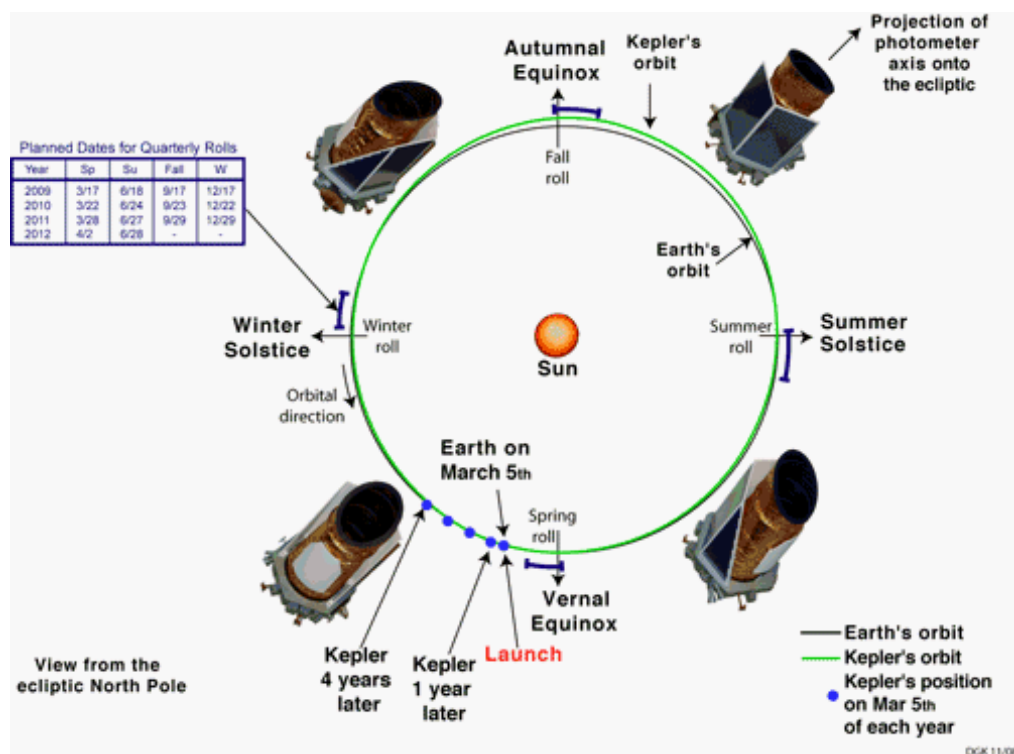 Projection of
photometer
axis onto
the ecliptic
Autumnal
Equinox
Kepler's
orbit
Planned Dates for Quarterly Rolls
Year Sp Su Fall W
2009 3/17 6/18 9/17 12/17
2010 3/22 6/24 9/23 12/22
2011 3/28 6/27 9/29 12/29
2012 4/2 6/28 - -
Fall
roll
Earth's
orbit
Winter
Solstice
Winter
roll
Sun
Summer
roll
Summer
Solstice
Orbital
direction
Earth on
March 5th
Spring
roll
Vernal
Equinox
Launch
Kepler
4 years
later
Kepler
1 year
later
View from the
ecliptic North Pole
Earth's orbit
Kepler's orbit
Kepler's position
on Mar 5th
of each year